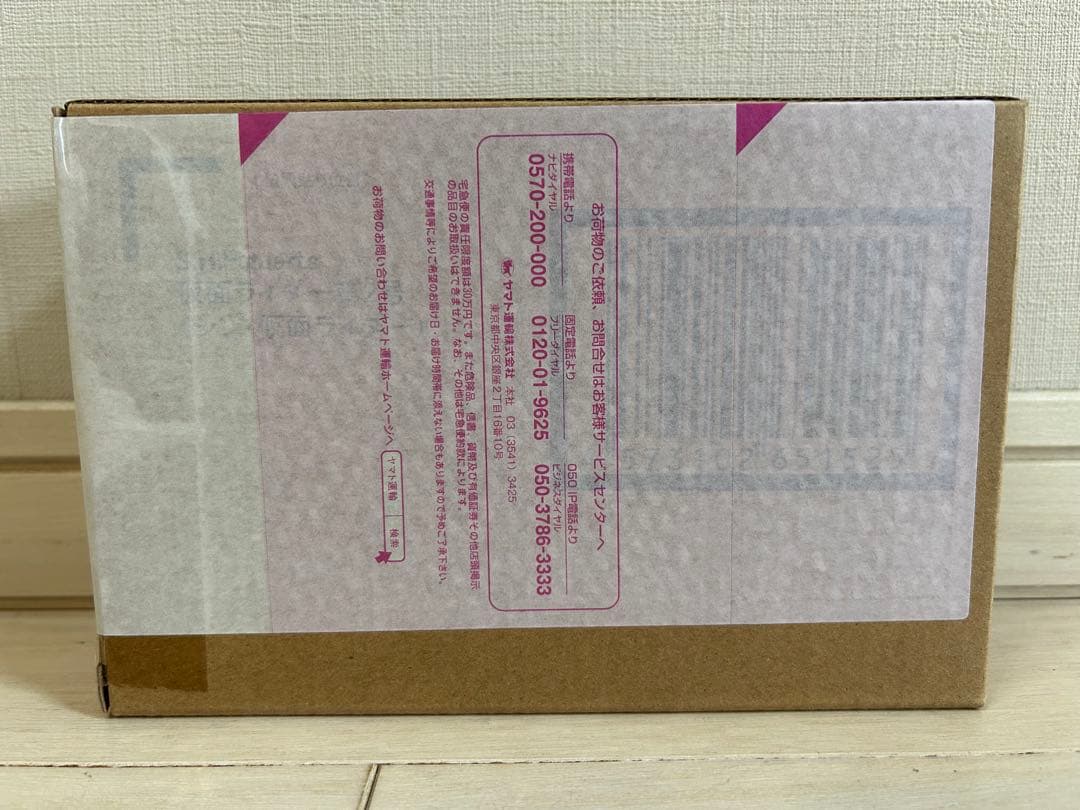 お荷物のご依頼、お問合せはお客様サービスセンターへ
携帯電話より
ナビダイヤル
0570-200-000
固定電話より
フリーダイヤル
0120-01-9625
050 IP電話より
ビジネスダイヤル
050-3786-3333
ヤマト運輸株式会社 本社 03 (3541) 3425
東京都中央区銀座2丁目16番10号
宅急便の責任限度額は30万円です。また危険品、信書、貨幣及び有価証券その他店頭掲示
の品目のお取扱いはできません。なお、その他は宅急便約款によります。
交通事情等によりご希望のお届け日・お届け時間帯に添えない場合もありますので予めご了承下さい。
お荷物のお問い合わせはヤマト運輸ホームページへ ヤマト運輸 検索